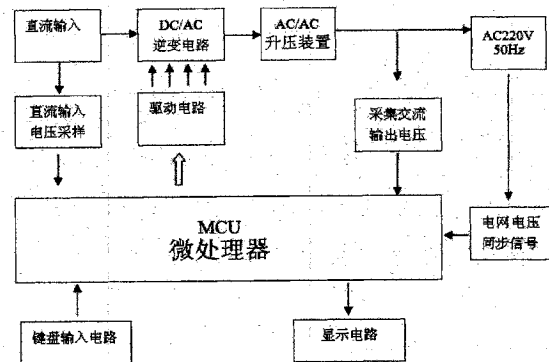 直流输入
DC/AC
逆变电路
AC/AC
升压装置
AC220V
50Hz
直流输入
电压采样
驱动电路
采集交流
输出电压
MCU
微处理器
电网电压
同步信号
键盘输入电路
显示电路